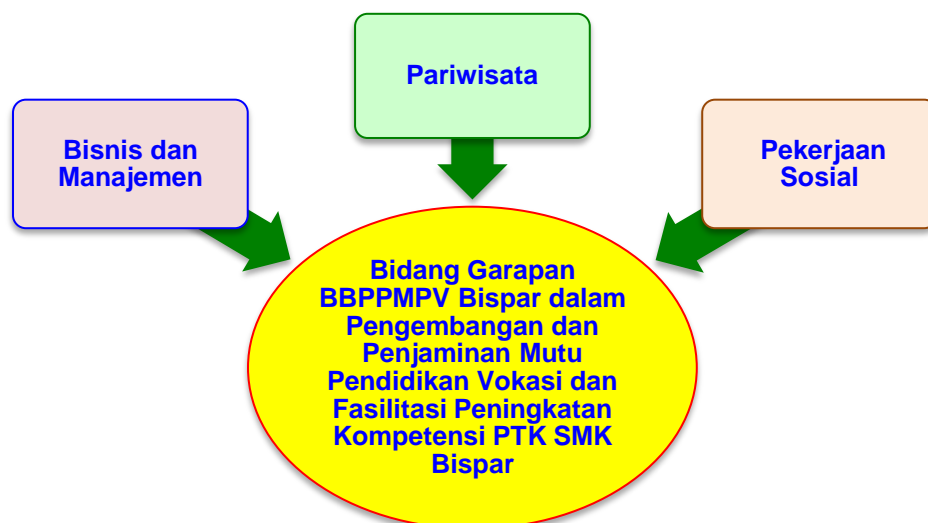 Pariwisata
Bisnis dan
Manajemen
Pekerjaan
Sosial
Bidang Garapan
BBPPMPV Bispar dalam
Pengembangan dan
Penjaminan Mutu
Pendidikan Vokasi dan
Fasilitasi Peningkatan
Kompetensi PTK SMK
Bispar